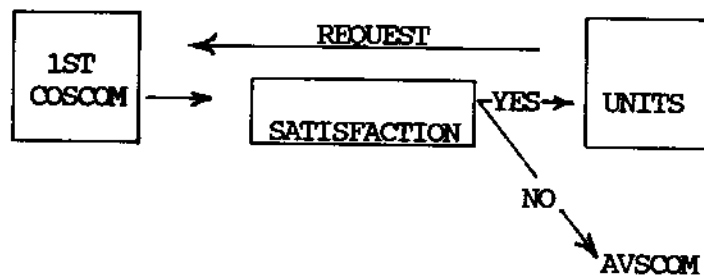 REQUEST
1ST
COSCOM
SATISFACTION
YES
UNITS
NO
AVSCOM